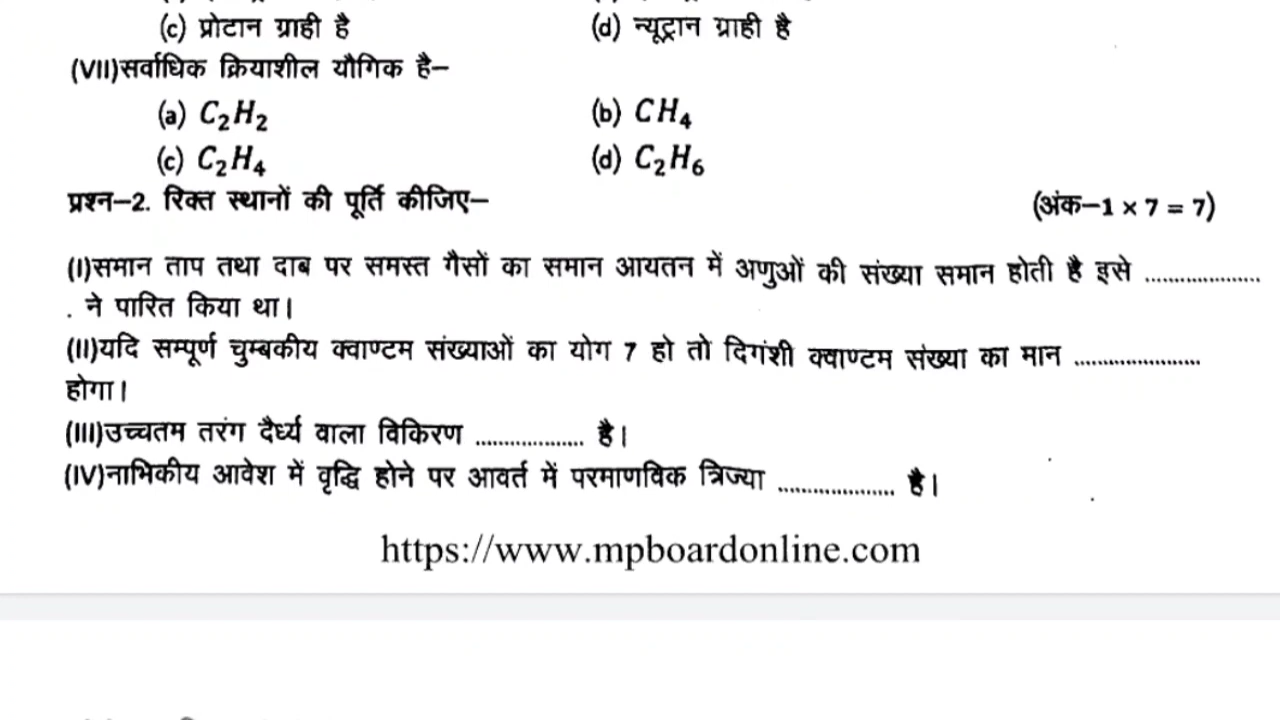 (c) प्रोटान ग्राही है (d) न्यूट्रान ग्राही है
(VII)सर्वाधिक क्रियाशील यौगिक है–
(a) C₂H₂ (b) CH₄
(c) C₂H₄ (d) C₂H₆
प्रश्न–2. रिक्त स्थानों की पूर्ति कीजिए– (अंक–1 × 7 = 7)
(I)समान ताप तथा दाब पर समस्त गैसों का समान आयतन में अणुओं की संख्या समान होती है इसे ...................
. ने पारित किया था।
(II)यदि सम्पूर्ण चुम्बकीय क्वाण्टम संख्याओं का योग 7 हो तो दिगंशी क्वाण्टम संख्या का मान .....................
होगा।
(III)उच्चतम तरंग दैर्ध्य वाला विकिरण .................. है।
(IV)नाभिकीय आवेश में वृद्धि होने पर आवर्त में परमाणविक त्रिज्या .................... है।
https://www.mpboardonline.com